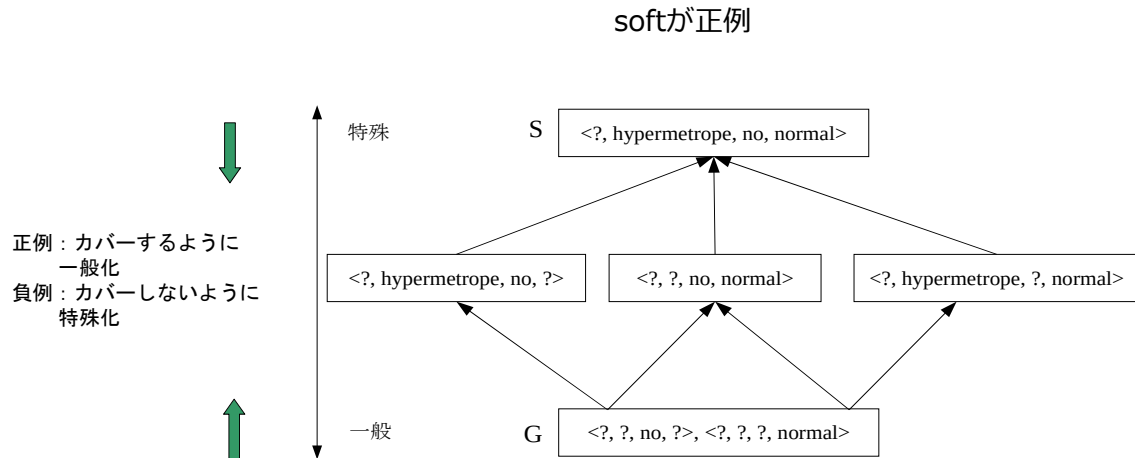 softが正例
特殊
S
<?, hypermetrope, no, normal>
正例：カバーするように
一般化
負例：カバーしないように
特殊化
<?, hypermetrope, no, ?>
<?, ?, no, normal>
<?, hypermetrope, ?, normal>
一般
G
<?, ?, no, ?>, <?, ?, ?, normal>